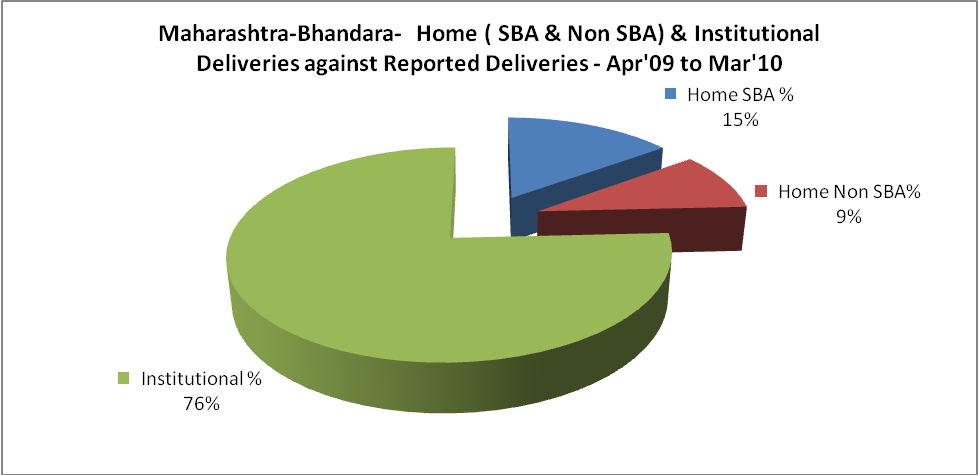 Maharashtra-Bhandara- Home ( SBA & Non SBA) & Institutional
Deliveries against Reported Deliveries - Apr'09 to Mar'10
Home SBA %
15%
Home Non SBA%
9%
Institutional %
76%